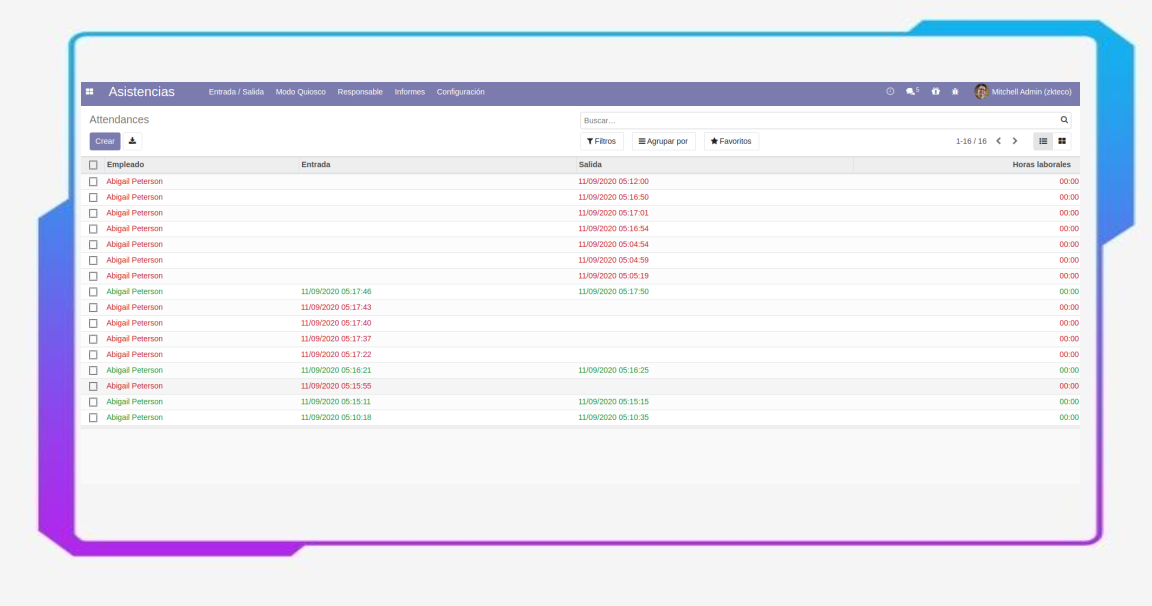 Asistencias Entrada / Salida Modo Quiosco Responsable Informes Configuración 5 Mitchell Admin (zkteco)
Attendances Buscar...
Crear Filtros Agrupar por Favoritos 1-16 / 16
Empleado Entrada Salida Horas laborales
Abigail Peterson 11/09/2020 05:12:00 00:00
Abigail Peterson 11/09/2020 05:16:50 00:00
Abigail Peterson 11/09/2020 05:17:01 00:00
Abigail Peterson 11/09/2020 05:16:54 00:00
Abigail Peterson 11/09/2020 05:04:54 00:00
Abigail Peterson 11/09/2020 05:04:59 00:00
Abigail Peterson 11/09/2020 05:05:19 00:00
Abigail Peterson 11/09/2020 05:17:46 11/09/2020 05:17:50 00:00
Abigail Peterson 11/09/2020 05:17:43 00:00
Abigail Peterson 11/09/2020 05:17:40 00:00
Abigail Peterson 11/09/2020 05:17:37 00:00
Abigail Peterson 11/09/2020 05:17:22 00:00
Abigail Peterson 11/09/2020 05:16:21 11/09/2020 05:16:25 00:00
Abigail Peterson 11/09/2020 05:15:55 00:00
Abigail Peterson 11/09/2020 05:15:11 11/09/2020 05:15:15 00:00
Abigail Peterson 11/09/2020 05:10:18 11/09/2020 05:10:35 00:00